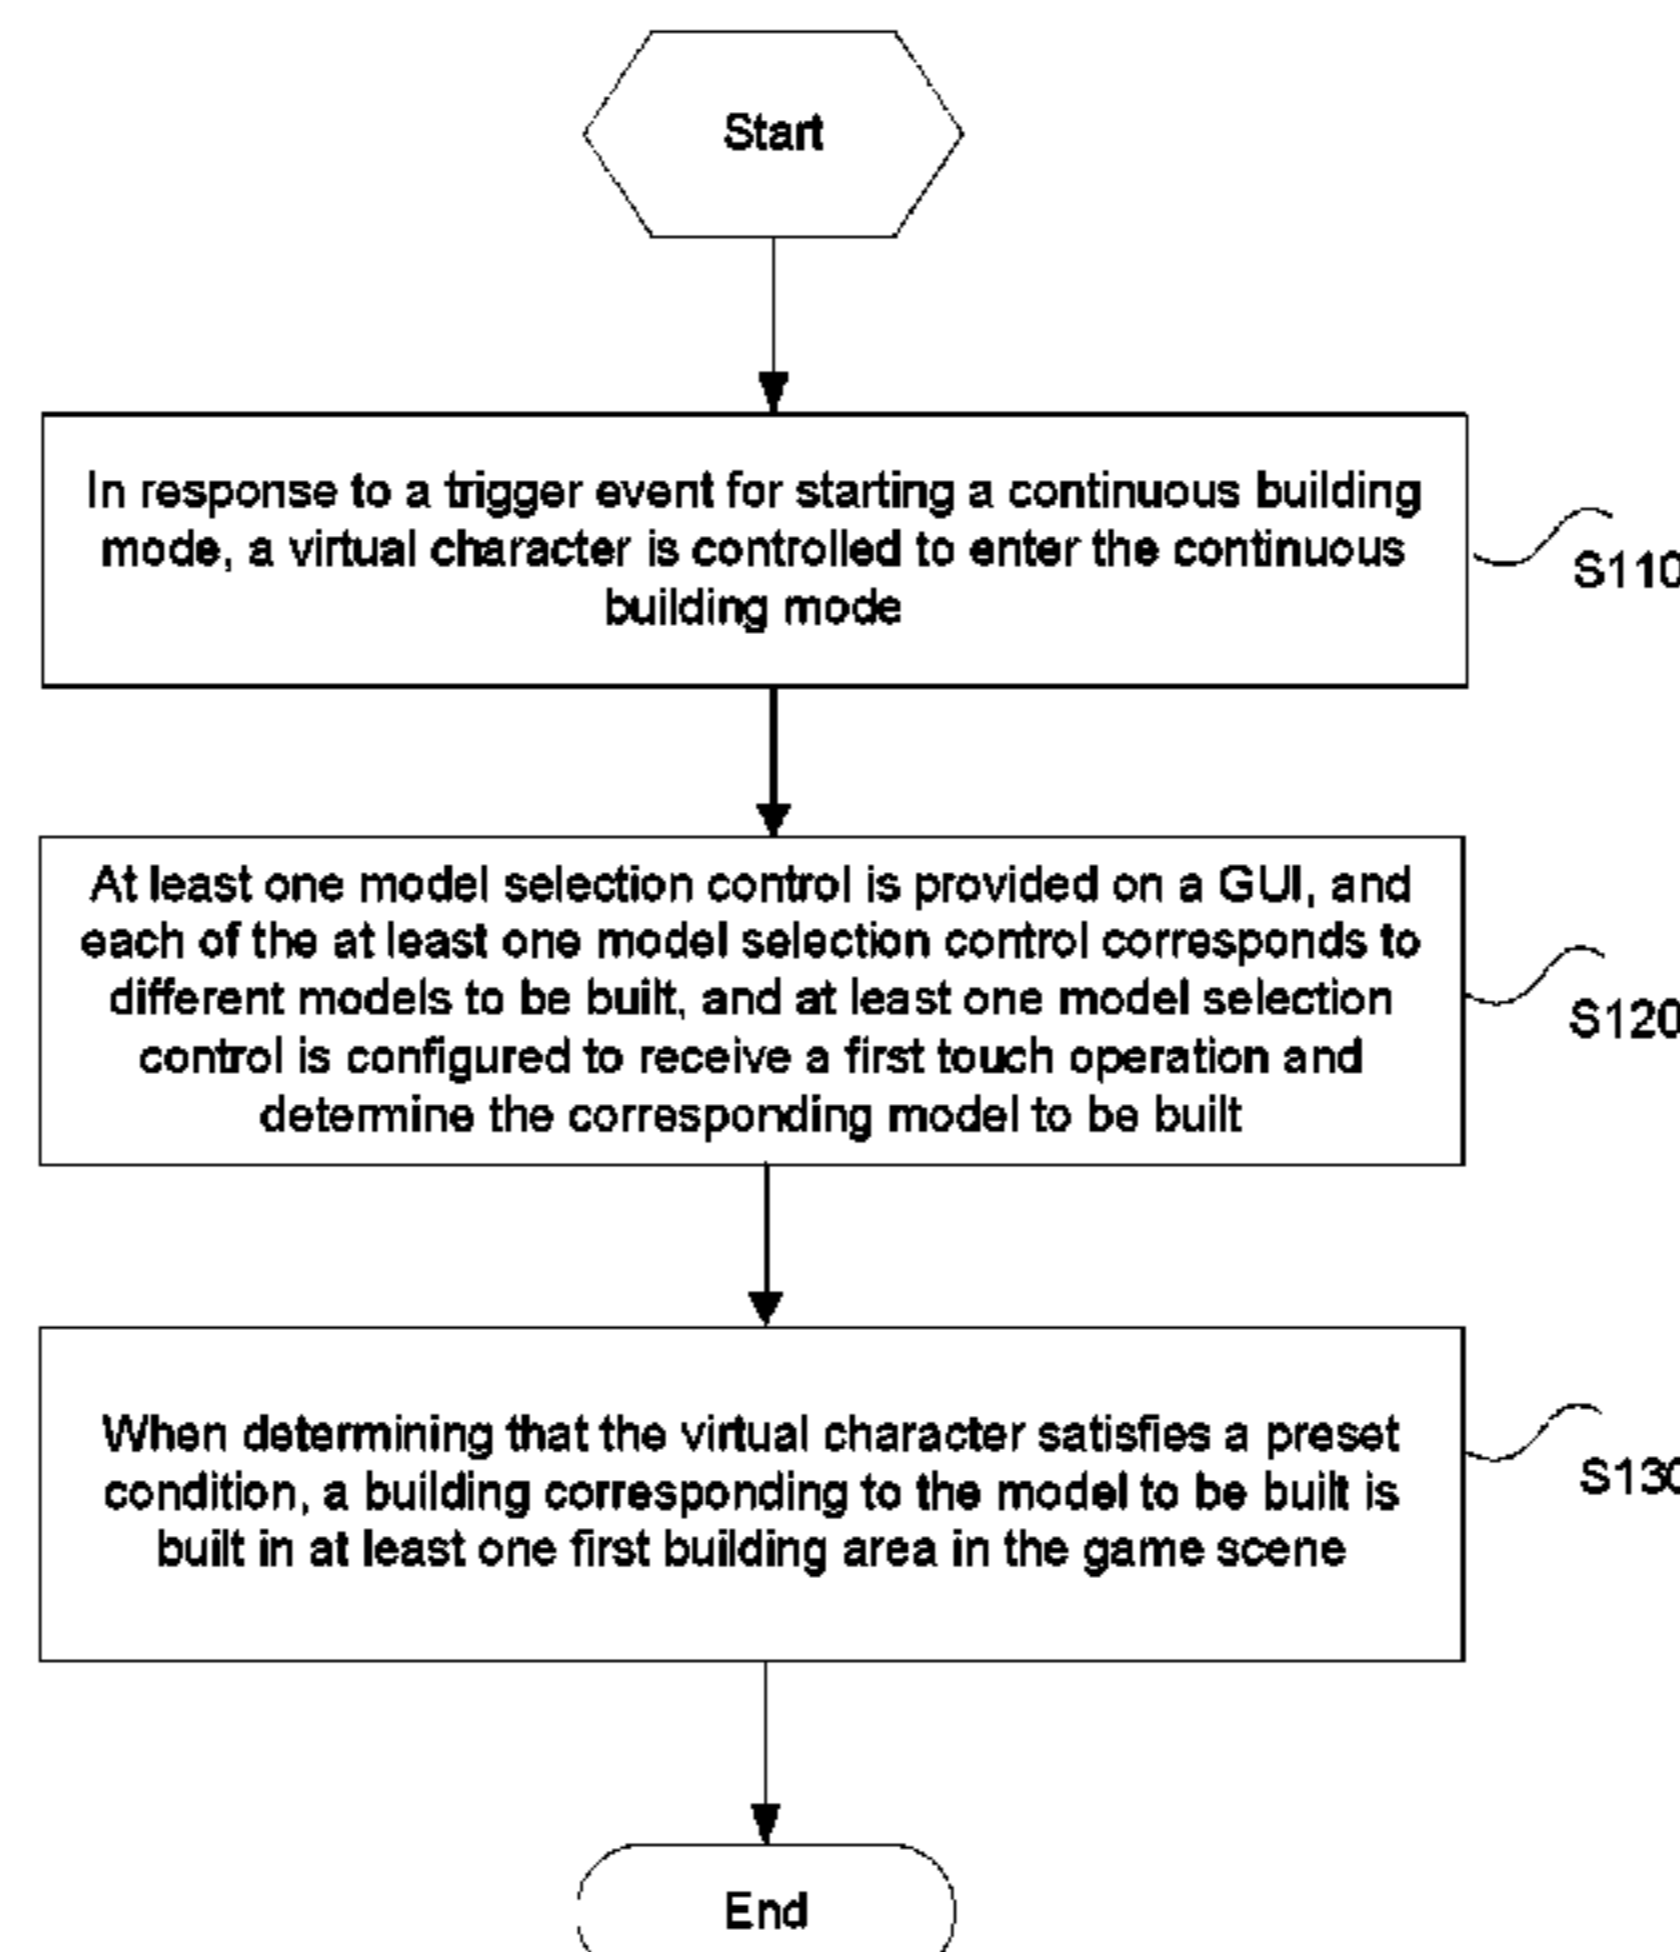 Start
In response to a trigger event for starting a continuous building
mode, a virtual character is controlled to enter the continuous
building mode
S110
At least one model selection control is provided on a GUI, and
each of the at least one model selection control corresponds to
different models to be built, and at least one model selection
control is configured to receive a first touch operation and
determine the corresponding model to be built
S120
When determining that the virtual character satisfies a preset
condition, a building corresponding to the model to be built is
built in at least one first building area in the game scene
S130
End